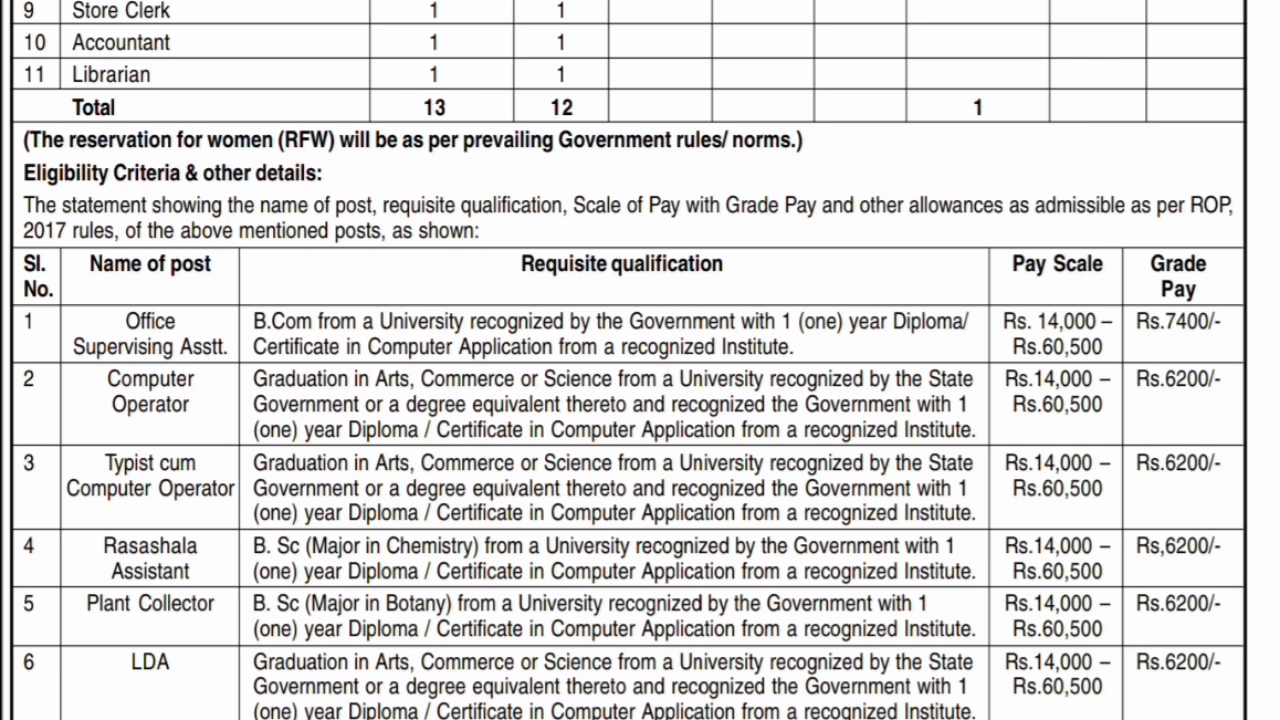 9 Store Clerk 1 1
10 Accountant 1 1
11 Librarian 1 1
Total 13 12 1
(The reservation for women (RFW) will be as per prevailing Government rules/ norms.)
Eligibility Criteria & other details:
The statement showing the name of post, requisite qualification, Scale of Pay with Grade Pay and other allowances as admissible as per ROP,
2017 rules, of the above mentioned posts, as shown:
Sl. Name of post Requisite qualification Pay Scale Grade
No. Pay
1 Office B.Com from a University recognized by the Government with 1 (one) year Diploma/ Rs. 14,000 – Rs.7400/-
Supervising Asstt. Certificate in Computer Application from a recognized Institute. Rs.60,500
2 Computer Graduation in Arts, Commerce or Science from a University recognized by the State Rs.14,000 – Rs.6200/-
Operator Government or a degree equivalent thereto and recognized the Government with 1 Rs.60,500
(one) year Diploma / Certificate in Computer Application from a recognized Institute.
3 Typist cum Graduation in Arts, Commerce or Science from a University recognized by the State Rs.14,000 – Rs.6200/-
Computer Operator Government or a degree equivalent thereto and recognized the Government with 1 Rs.60,500
(one) year Diploma / Certificate in Computer Application from a recognized Institute.
4 Rasashala B. Sc (Major in Chemistry) from a University recognized by the Government with 1 Rs.14,000 – Rs,6200/-
Assistant (one) year Diploma / Certificate in Computer Application from a recognized Institute. Rs.60,500
5 Plant Collector B. Sc (Major in Botany) from a University recognized by the Government with 1 Rs.14,000 – Rs.6200/-
(one) year Diploma / Certificate in Computer Application from a recognized Institute. Rs.60,500
6 LDA Graduation in Arts, Commerce or Science from a University recognized by the State Rs.14,000 – Rs.6200/-
Government or a degree equivalent thereto and recognized the Government with 1 Rs.60,500
(one) year Diploma / Certificate in Computer Application from a recognized Institute.